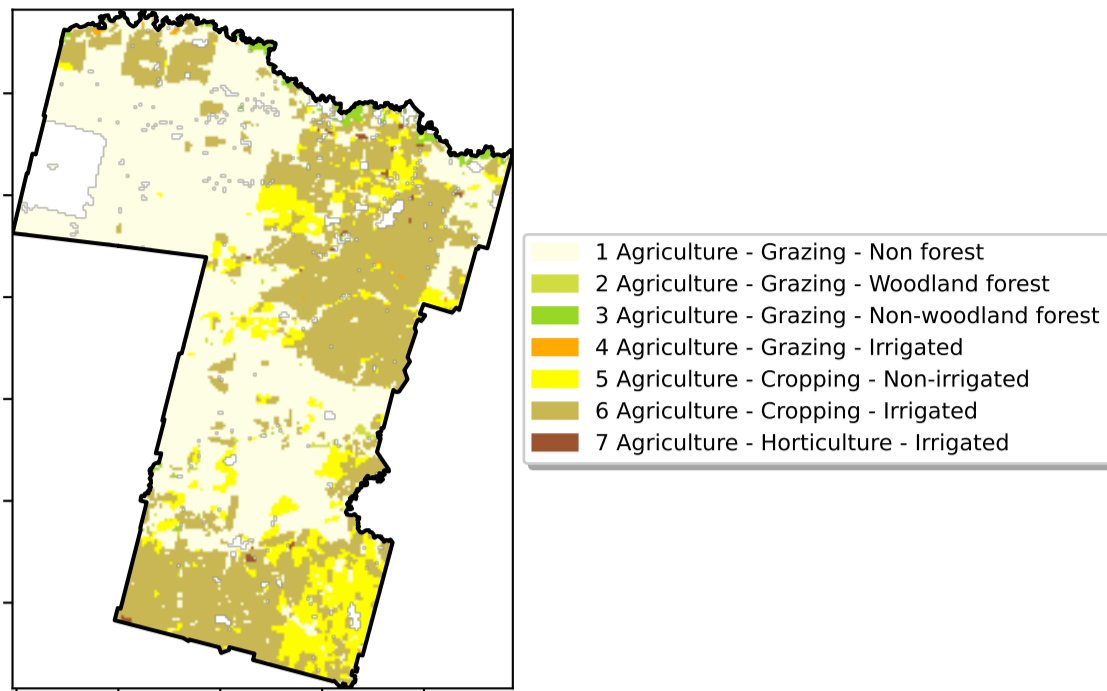 1 Agriculture - Grazing - Non forest
2 Agriculture - Grazing - Woodland forest
3 Agriculture - Grazing - Non-woodland forest
4 Agriculture - Grazing - Irrigated
5 Agriculture - Cropping - Non-irrigated
6 Agriculture - Cropping - Irrigated
7 Agriculture - Horticulture - Irrigated